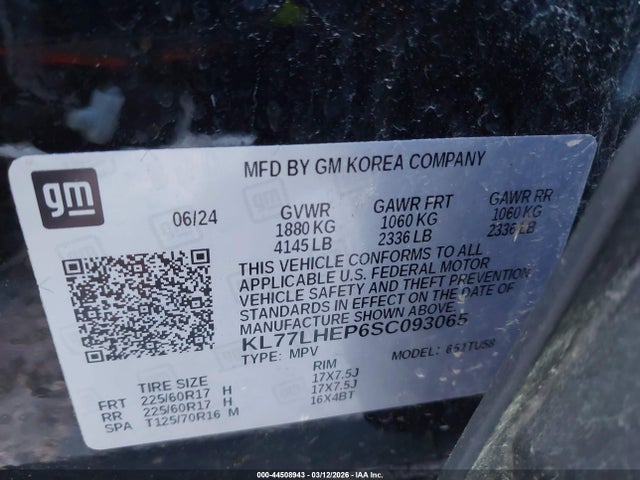 gm
MFD BY GM KOREA COMPANY
06/24
GVWR GAWR FRT GAWR RR
1880 KG 1060 KG 1060 KG
4145 LB 2336 LB 2336 LB
THIS VEHICLE CONFORMS TO ALL
APPLICABLE U.S. FEDERAL MOTOR
VEHICLE SAFETY AND THEFT PREVENTION
STANDARDS IN EFFECT ON THE DATE OF
MANUFACTURE SHOWN ABOVE.
KL77LHEP6SC093065
TYPE: MPV MODEL: 651TU58
TIRE SIZE RIM
FRT 225/60R17 H 17X7.5J
RR 225/60R17 H 17X7.5J
SPA T125/70R16 M 16X4BT
000-44508943 - 03/12/2026 - IAA Inc.